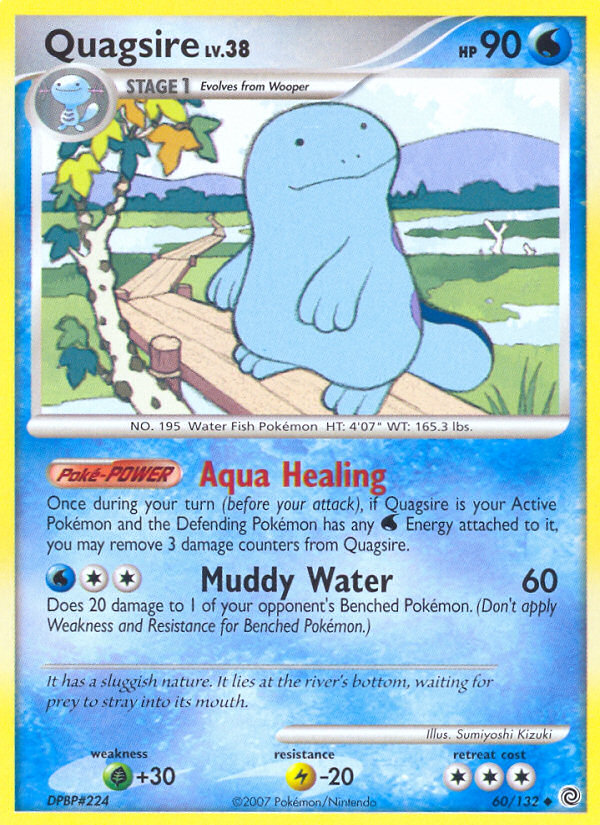 Quagsire LV.38 HP 90
STAGE 1 Evolves from Wooper
NO. 195 Water Fish Pokémon HT: 4'07" WT: 165.3 lbs.
Poké-POWER Aqua Healing
Once during your turn (before your attack), if Quagsire is your Active
Pokémon and the Defending Pokémon has any Energy attached to it,
you may remove 3 damage counters from Quagsire.
Muddy Water 60
Does 20 damage to 1 of your opponent's Benched Pokémon. (Don't apply
Weakness and Resistance for Benched Pokémon.)
It has a sluggish nature. It lies at the river's bottom, waiting for
prey to stray into its mouth.
Illus. Sumiyoshi Kizuki
weakness resistance retreat cost
+30 -20
DPBP#224 ©2007 Pokémon/Nintendo 60/132